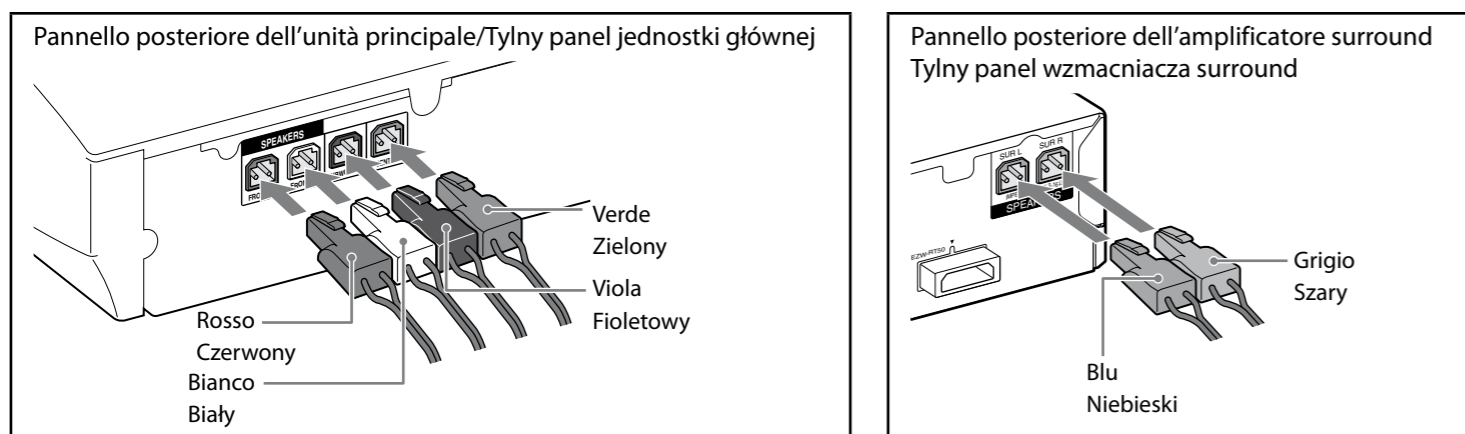 Pannello posteriore dell’unità principale/Tylny panel jednostki głównej
SPEAKERS
Verde
Zielony
Viola
Fioletowy
Rosso
Czerwony
Bianco
Biały
Pannello posteriore dell’amplificatore surround
Tylny panel wzmacniacza surround
SUR L
SUR R
EZW-RT50
Grigio
Szary
Blu
Niebieski